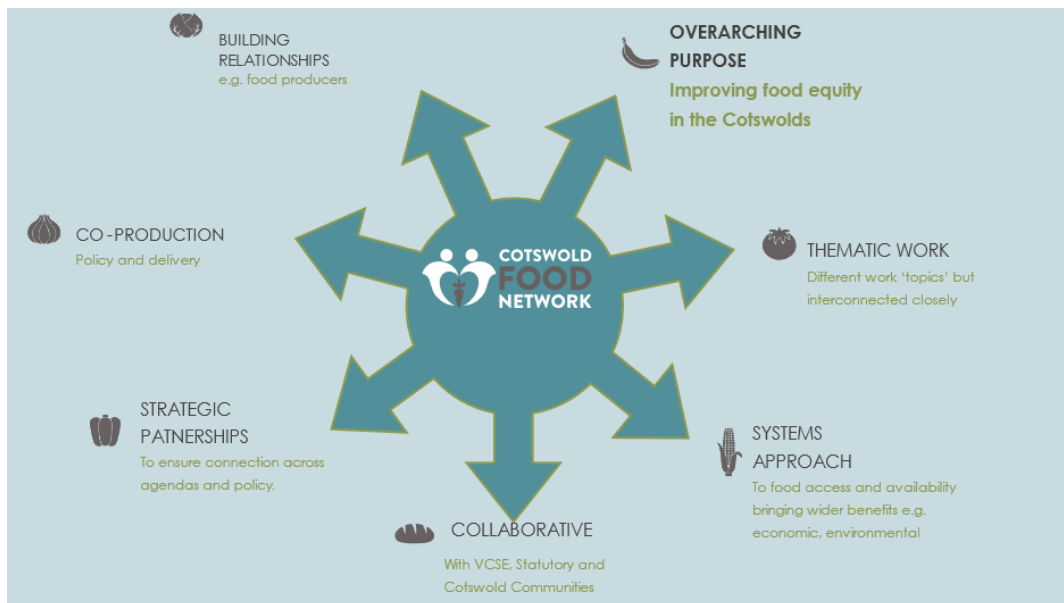 BUILDING
RELATIONSHIPS
e.g. food producers
OVERARCHING
PURPOSE
Improving food equity
in the Cotswolds
CO-PRODUCTION
Policy and delivery
COTSWOLD
FOOD
NETWORK
THEMATIC WORK
Different work ‘topics’ but
interconnected closely
STRATEGIC
PATNERSHIPS
To ensure connection across
agendas and policy.
SYSTEMS
APPROACH
To food access and availability
bringing wider benefits e.g.
economic, environmental
COLLABORATIVE
With VCSE, Statutory and
Cotswold Communities